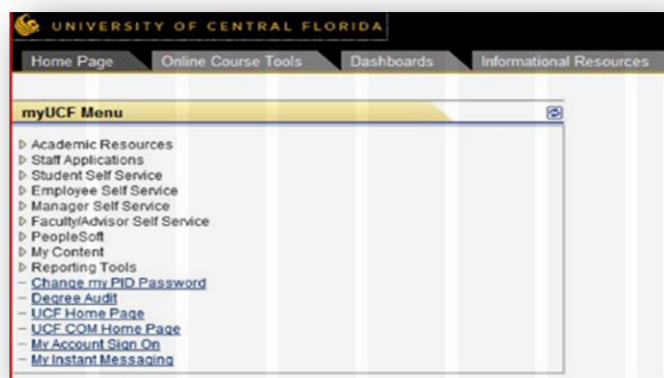 UNIVERSITY OF CENTRAL FLORIDA
Home Page Online Course Tools Dashboards Informational Resources
myUCF Menu
Academic Resources
Staff Applications
Student Self Service
Employee Self Service
Manager Self Service
Faculty/Advisor Self Service
PeopleSoft
My Content
Reporting Tools
Change my PID Password
Degree Audit
UCF Home Page
UCF COM Home Page
My Account Sign On
My Instant Messaging